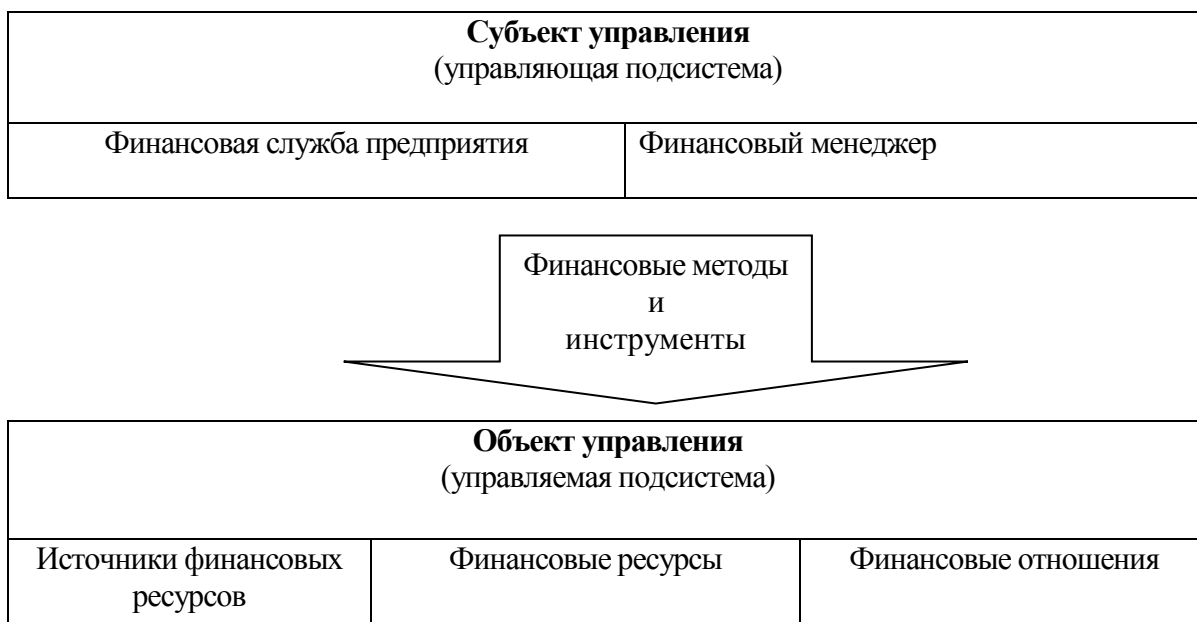 Субъект управления
(управляющая подсистема)
Финансовая служба предприятия
Финансовый менеджер
Финансовые методы
и
инструменты
Объект управления
(управляемая подсистема)
Источники финансовых
ресурсов
Финансовые ресурсы
Финансовые отношения